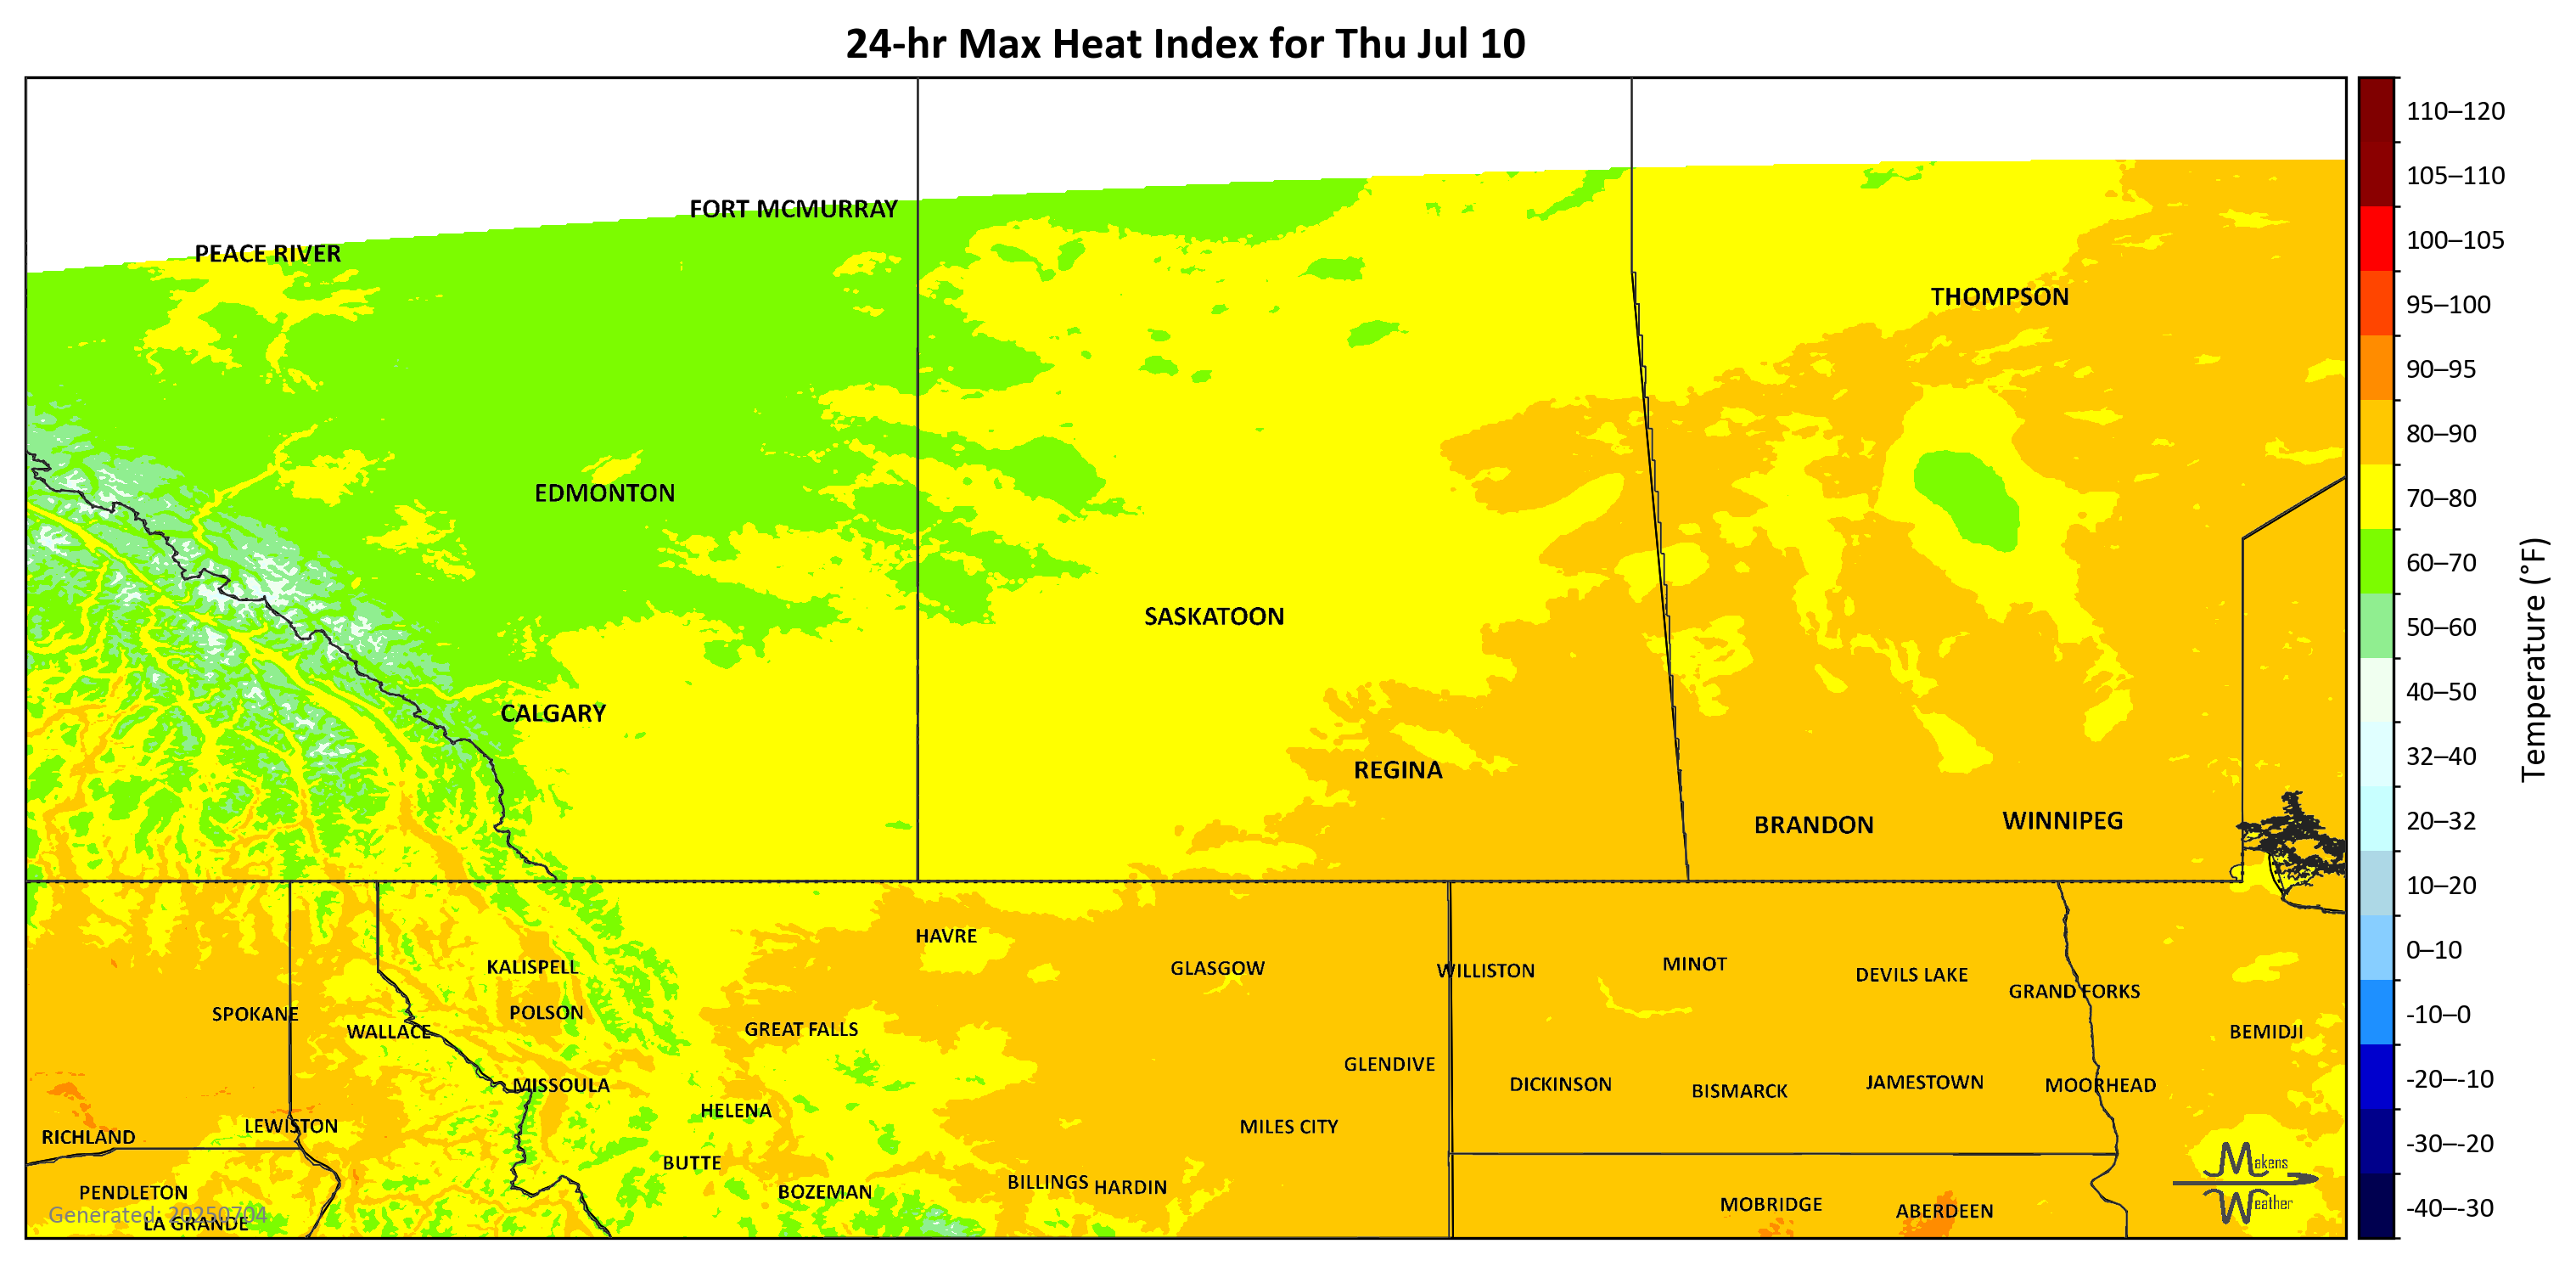 24-hr Max Heat Index for Thu Jul 10
FORT MCMURRAY
PEACE RIVER
THOMPSON
EDMONTON
SASKATOON
CALGARY
REGINA
BRANDON
WINNIPEG
HAVRE
KALISPELL
GLASGOW
WILLISTON
MINOT
DEVILS LAKE
GRAND FORKS
SPOKANE
POLSON
WALLACE
GREAT FALLS
BEMIDJI
GLENDIVE
MISSOULA
DICKINSON
BISMARCK
JAMESTOWN
MOORHEAD
HELENA
LEWISTON
MILES CITY
RICHLAND
BUTTE
BILLINGS
HARDIN
PENDLETON
BOZEMAN
MOBRIDGE
ABERDEEN
Generated: 20250704
LA GRANDE
Makens
Weather
110–120
105–110
100–105
95–100
90–95
80–90
70–80
60–70
50–60
40–50
32–40
20–32
10–20
0–10
-10–0
-20–-10
-30–-20
-40–-30
Temperature (°F)